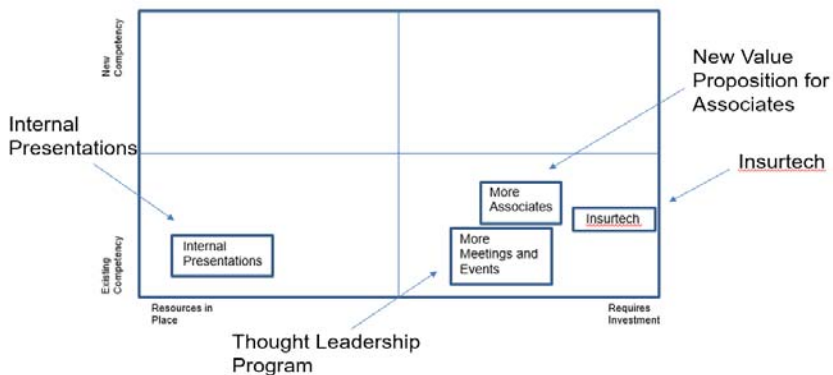 New
Competency
New Value
Proposition for
Associates
Internal
Presentations
Insurtech
More
Associates
Insurtech
Internal
Presentations
More
Meetings and
Events
Existing
Competency
Resources in
Place
Requires
Investment
Thought Leadership
Program